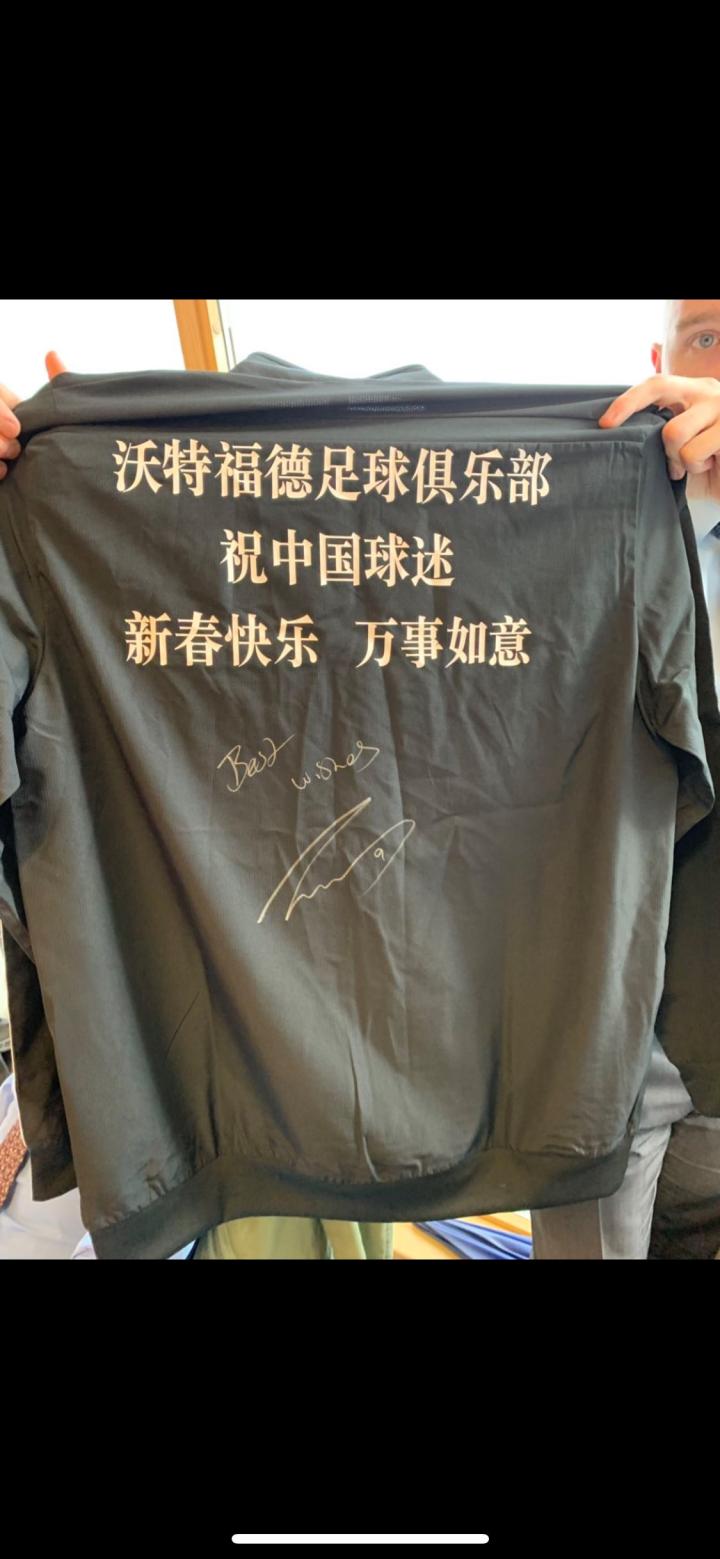 沃特福德足球俱乐部
祝中国球迷
新春快乐 万事如意
Best wishes
9